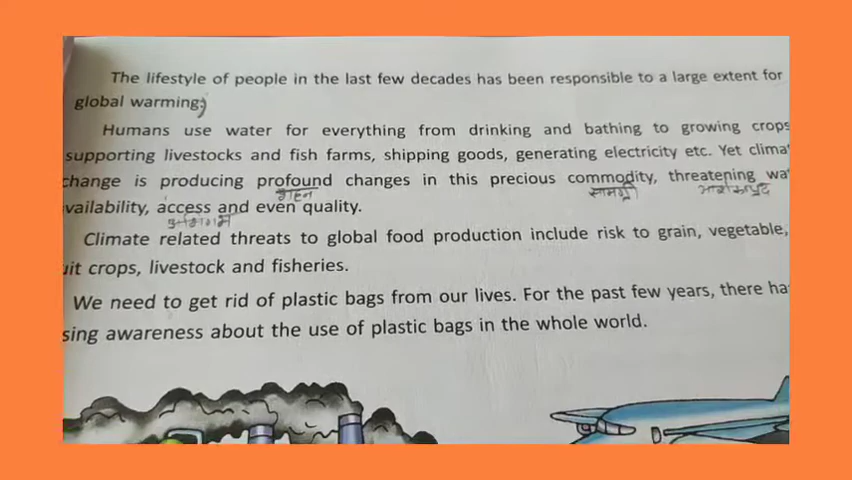 The lifestyle of people in the last few decades has been responsible to a large extent for
global warming;
Humans use water for everything from drinking and bathing to growing crops
supporting livestocks and fish farms, shipping goods, generating electricity etc. Yet clima
change is producing profound changes in this precious commodity, threatening wa
गहन सामग्री
vailability, access and even quality.
Climate related threats to global food production include risk to grain, vegetable,
uit crops, livestock and fisheries.
We need to get rid of plastic bags from our lives. For the past few years, there ha
sing awareness about the use of plastic bags in the whole world.